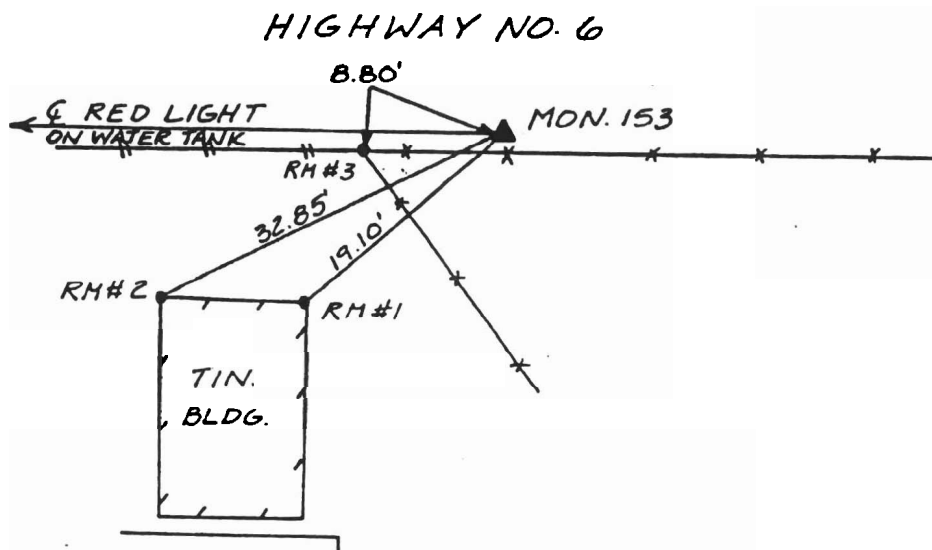 HIGHWAY NO. 6
8.80'
℄ RED LIGHT
ON WATER TANK
MON. 153
RM #3
32.85'
19.10'
RM #2
RM #1
TIN.
BLDG.